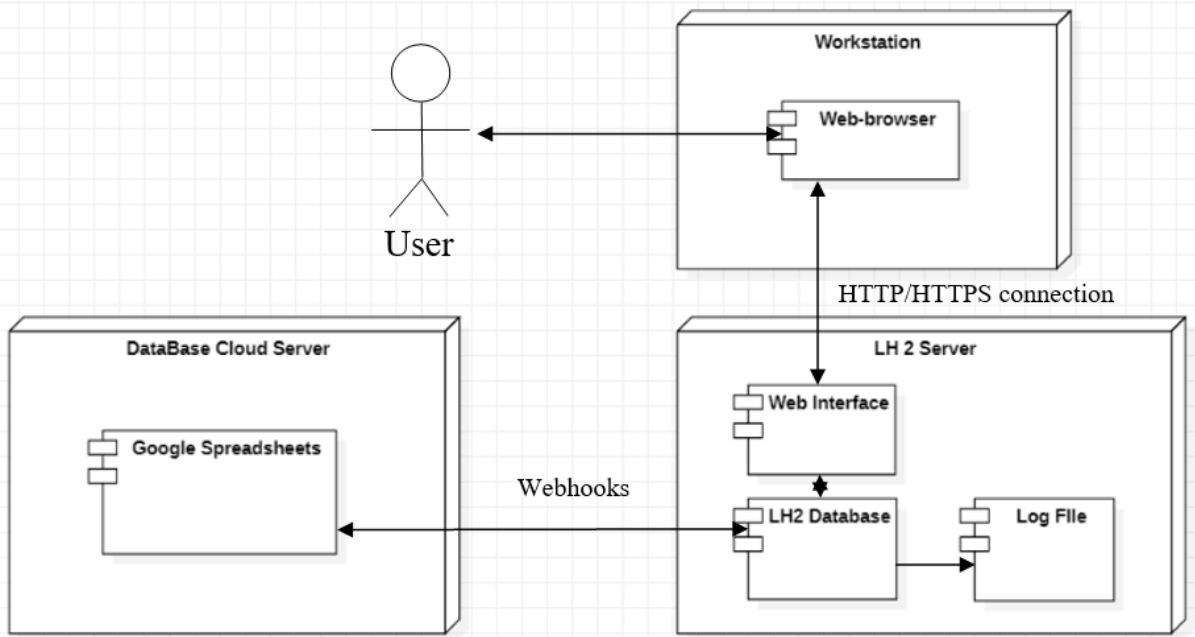 Workstation
Web-browser
User
HTTP/HTTPS connection
DataBase Cloud Server
LH 2 Server
Web Interface
Google Spreadsheets
Webhooks
LH2 Database
Log FIle